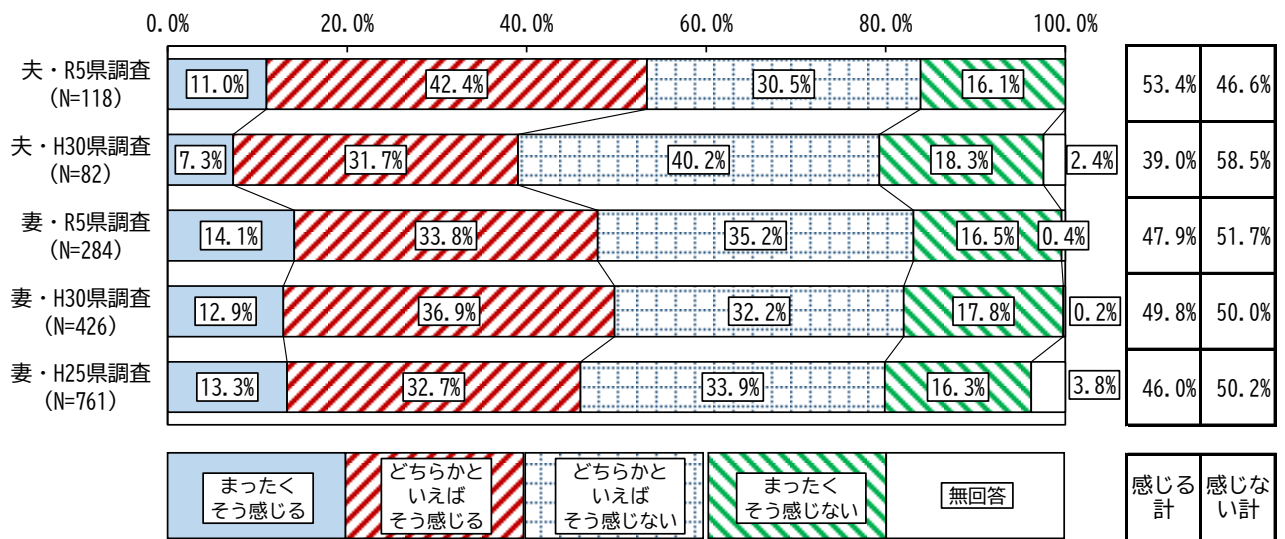 0.0% 20.0% 40.0% 60.0% 80.0% 100.0%
夫・R5県調査
(N=118)
11.0% 42.4% 30.5% 16.1% 53.4% 46.6%
夫・H30県調査
(N=82)
7.3% 31.7% 40.2% 18.3% 2.4% 39.0% 58.5%
妻・R5県調査
(N=284)
14.1% 33.8% 35.2% 16.5% 0.4% 47.9% 51.7%
妻・H30県調査
(N=426)
12.9% 36.9% 32.2% 17.8% 0.2% 49.8% 50.0%
妻・H25県調査
(N=761)
13.3% 32.7% 33.9% 16.3% 3.8% 46.0% 50.2%
まったく
そう感じる
どちらかと
いえば
そう感じる
どちらかと
いえば
そう感じない
まったく
そう感じない
無回答
感じる
計
感じな
い計